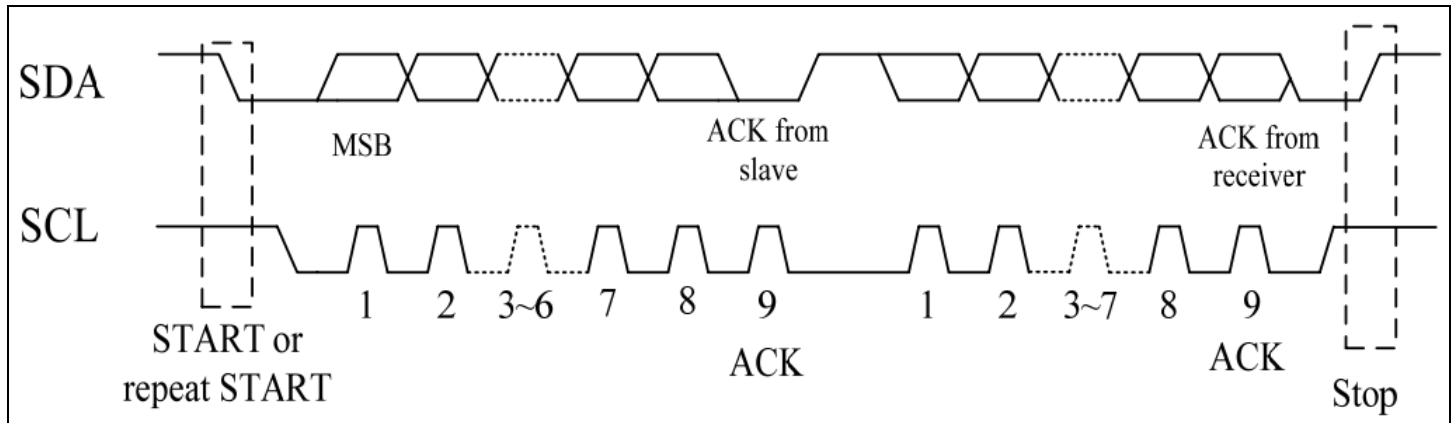 SDA
MSB
ACK from
slave
ACK from
receiver
SCL
1 2 3~6 7 8 9 1 2 3~7 8 9
START or
repeat START
ACK
ACK
Stop